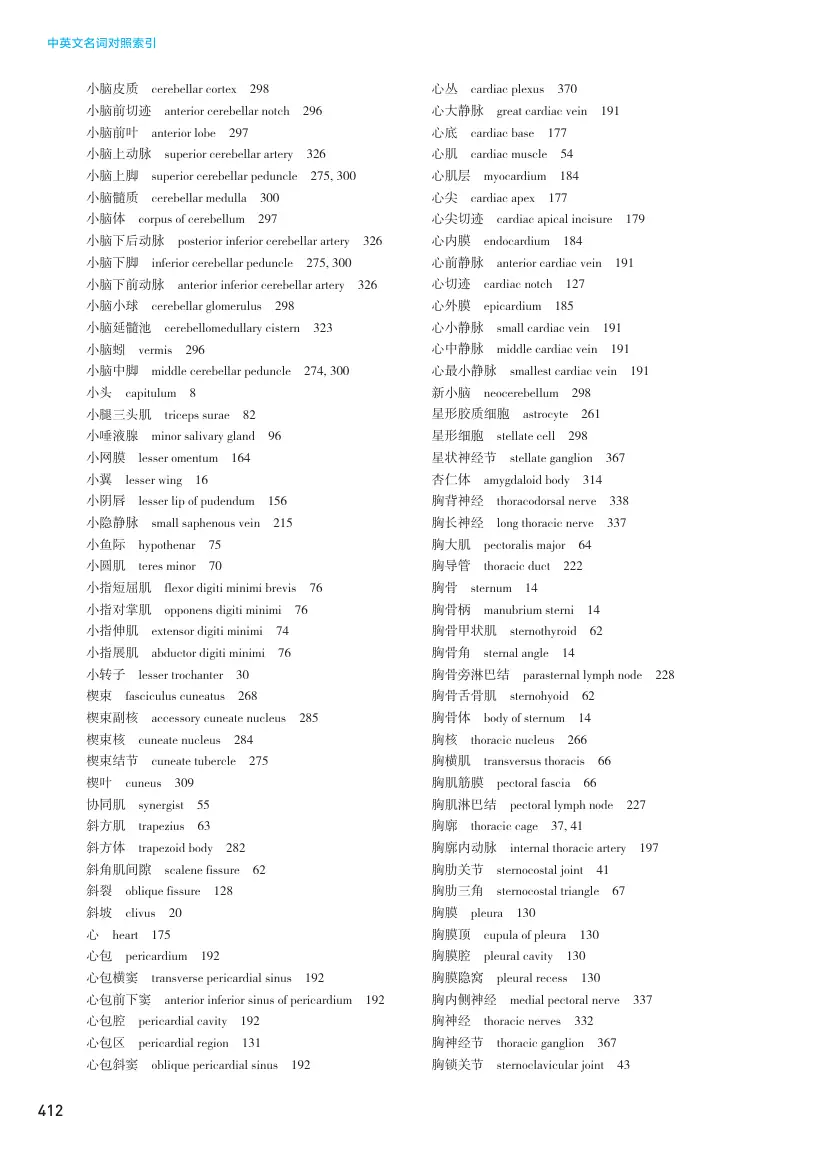 中英文名词对照索引
小脑皮质 cerebellar cortex 298
小脑前切迹 anterior cerebellar notch 296
小脑前叶 anterior lobe 297
小脑上动脉 superior cerebellar artery 326
小脑上脚 superior cerebellar peduncle 275, 300
小脑髓质 cerebellar medulla 300
小脑体 corpus of cerebellum 297
小脑下后动脉 posterior inferior cerebellar artery 326
小脑下脚 inferior cerebellar peduncle 275, 300
小脑下前动脉 anterior inferior cerebellar artery 326
小脑小球 cerebellar glomerulus 298
小脑延髓池 cerebellomedullary cistern 323
小脑蚓 vermis 296
小脑中脚 middle cerebellar peduncle 274, 300
小头 capitulum 8
小腿三头肌 triceps surae 82
小唾液腺 minor salivary gland 96
小网膜 lesser omentum 164
小翼 lesser wing 16
小阴唇 lesser lip of pudendum 156
小隐静脉 small saphenous vein 215
小鱼际 hypothenar 75
小圆肌 teres minor 70
小指短屈肌 flexor digiti minimi brevis 76
小指对掌肌 opponens digiti minimi 76
小指伸肌 extensor digiti minimi 74
小指展肌 abductor digiti minimi 76
小转子 lesser trochanter 30
楔束 fasciculus cuneatus 268
楔束副核 accessory cuneate nucleus 285
楔束核 cuneate nucleus 284
楔束结节 cuneate tubercle 275
楔叶 cuneus 309
协同肌 synergist 55
斜方肌 trapezius 63
斜方体 trapezoid body 282
斜角肌间隙 scalene fissure 62
斜裂 oblique fissure 128
斜坡 clivus 20
心 heart 175
心包 pericardium 192
心包横窦 transverse pericardial sinus 192
心包前下窦 anterior inferior sinus of pericardium 192
心包腔 pericardial cavity 192
心包区 pericardial region 131
心包斜窦 oblique pericardial sinus 192
心丛 cardiac plexus 370
心大静脉 great cardiac vein 191
心底 cardiac base 177
心肌 cardiac muscle 54
心肌层 myocardium 184
心尖 cardiac apex 177
心尖切迹 cardiac apical incisure 179
心内膜 endocardium 184
心前静脉 anterior cardiac vein 191
心切迹 cardiac notch 127
心外膜 epicardium 185
心小静脉 small cardiac vein 191
心中静脉 middle cardiac vein 191
心最小静脉 smallest cardiac vein 191
新小脑 neocerebellum 298
星形胶质细胞 astrocyte 261
星形细胞 stellate cell 298
星状神经节 stellate ganglion 367
杏仁体 amygdaloid body 314
胸背神经 thoracodorsal nerve 338
胸长神经 long thoracic nerve 337
胸大肌 pectoralis major 64
胸导管 thoracic duct 222
胸骨 sternum 14
胸骨柄 manubrium sterni 14
胸骨甲状肌 sternothyroid 62
胸骨角 sternal angle 14
胸骨旁淋巴结 parasternal lymph node 228
胸骨舌骨肌 sternohyoid 62
胸骨体 body of sternum 14
胸核 thoracic nucleus 266
胸横肌 transversus thoracis 66
胸肌筋膜 pectoral fascia 66
胸肌淋巴结 pectoral lymph node 227
胸廓 thoracic cage 37, 41
胸廓内动脉 internal thoracic artery 197
胸肋关节 sternocostal joint 41
胸肋三角 sternocostal triangle 67
胸膜 pleura 130
胸膜顶 cupula of pleura 130
胸膜腔 pleural cavity 130
胸膜隐窝 pleural recess 130
胸内侧神经 medial pectoral nerve 337
胸神经 thoracic nerves 332
胸神经节 thoracic ganglion 367
胸锁关节 sternoclavicular joint 43
412